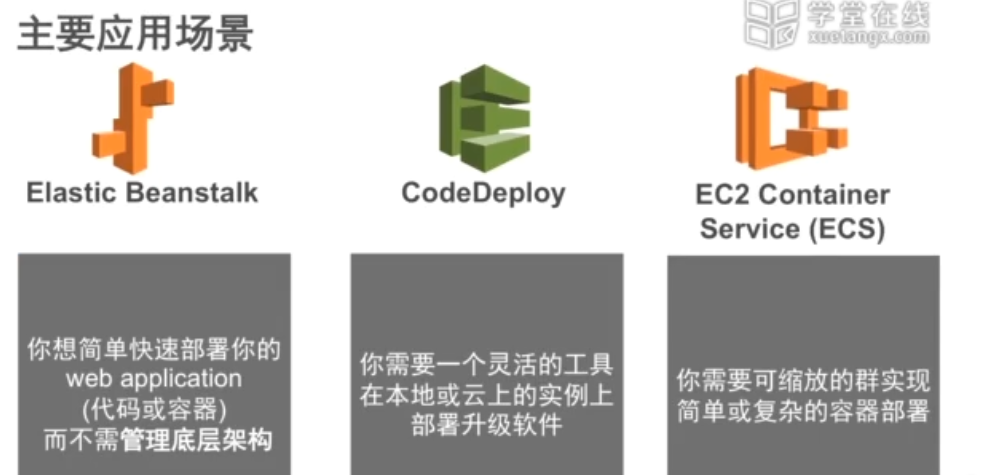 主要应用场景
学堂在线
xuetangx.com
Elastic Beanstalk
CodeDeploy
EC2 Container
Service (ECS)
你想简单快速部署你的
web application
(代码或容器)
而不需管理底层架构
你需要一个灵活的工具
在本地或云上的实例上
部署升级软件
你需要可缩放的群实现
简单或复杂的容器部署